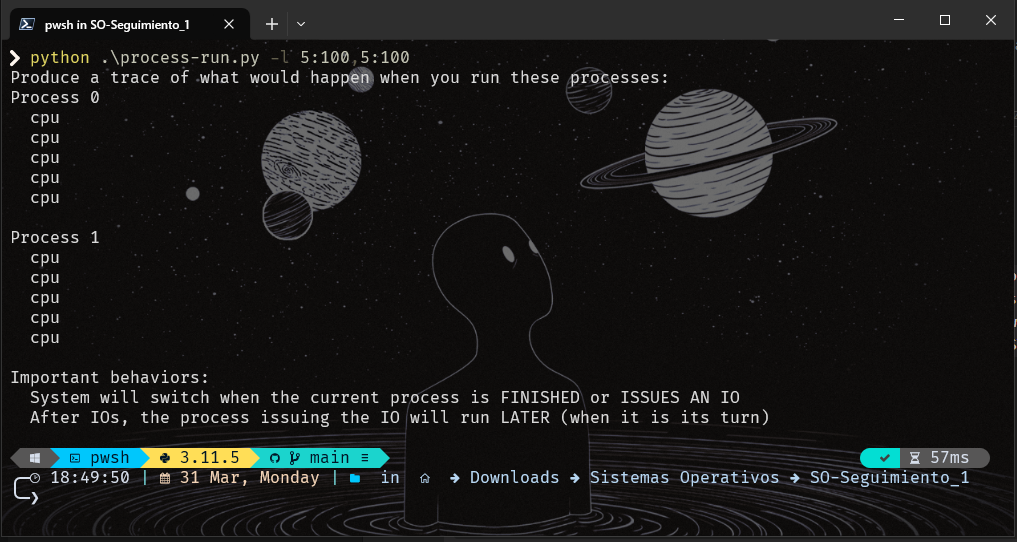 pwsh in SO-Seguimiento_1
python .\process-run.py -l 5:100,5:100
Produce a trace of what would happen when you run these processes:
Process 0
cpu
cpu
cpu
cpu
cpu
Process 1
cpu
cpu
cpu
cpu
cpu
Important behaviors:
System will switch when the current process is FINISHED or ISSUES AN IO
After IOs, the process issuing the IO will run LATER (when it is its turn)
pwsh 3.11.5 main ≡ 57ms
18:49:50 | 31 Mar, Monday | in → Downloads → Sistemas Operativos → SO-Seguimiento_1